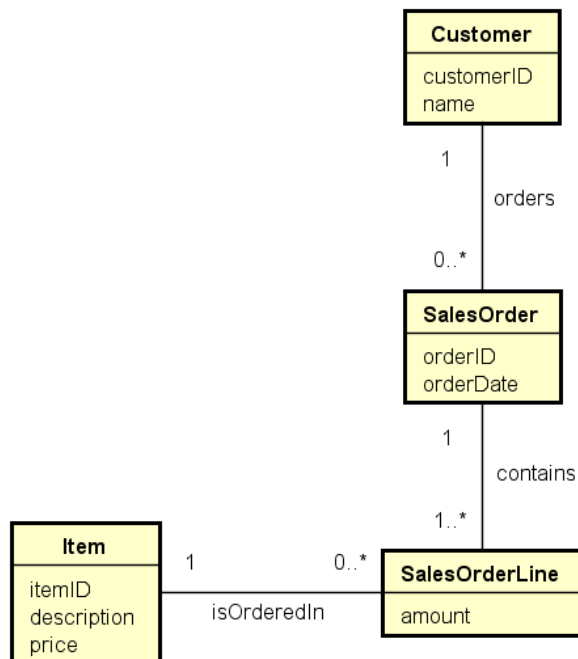 Customer
customerID
name
1
orders
0..*
SalesOrder
orderID
orderDate
1
contains
1..*
Item
itemID
description
price
1
0..*
isOrderedIn
SalesOrderLine
amount